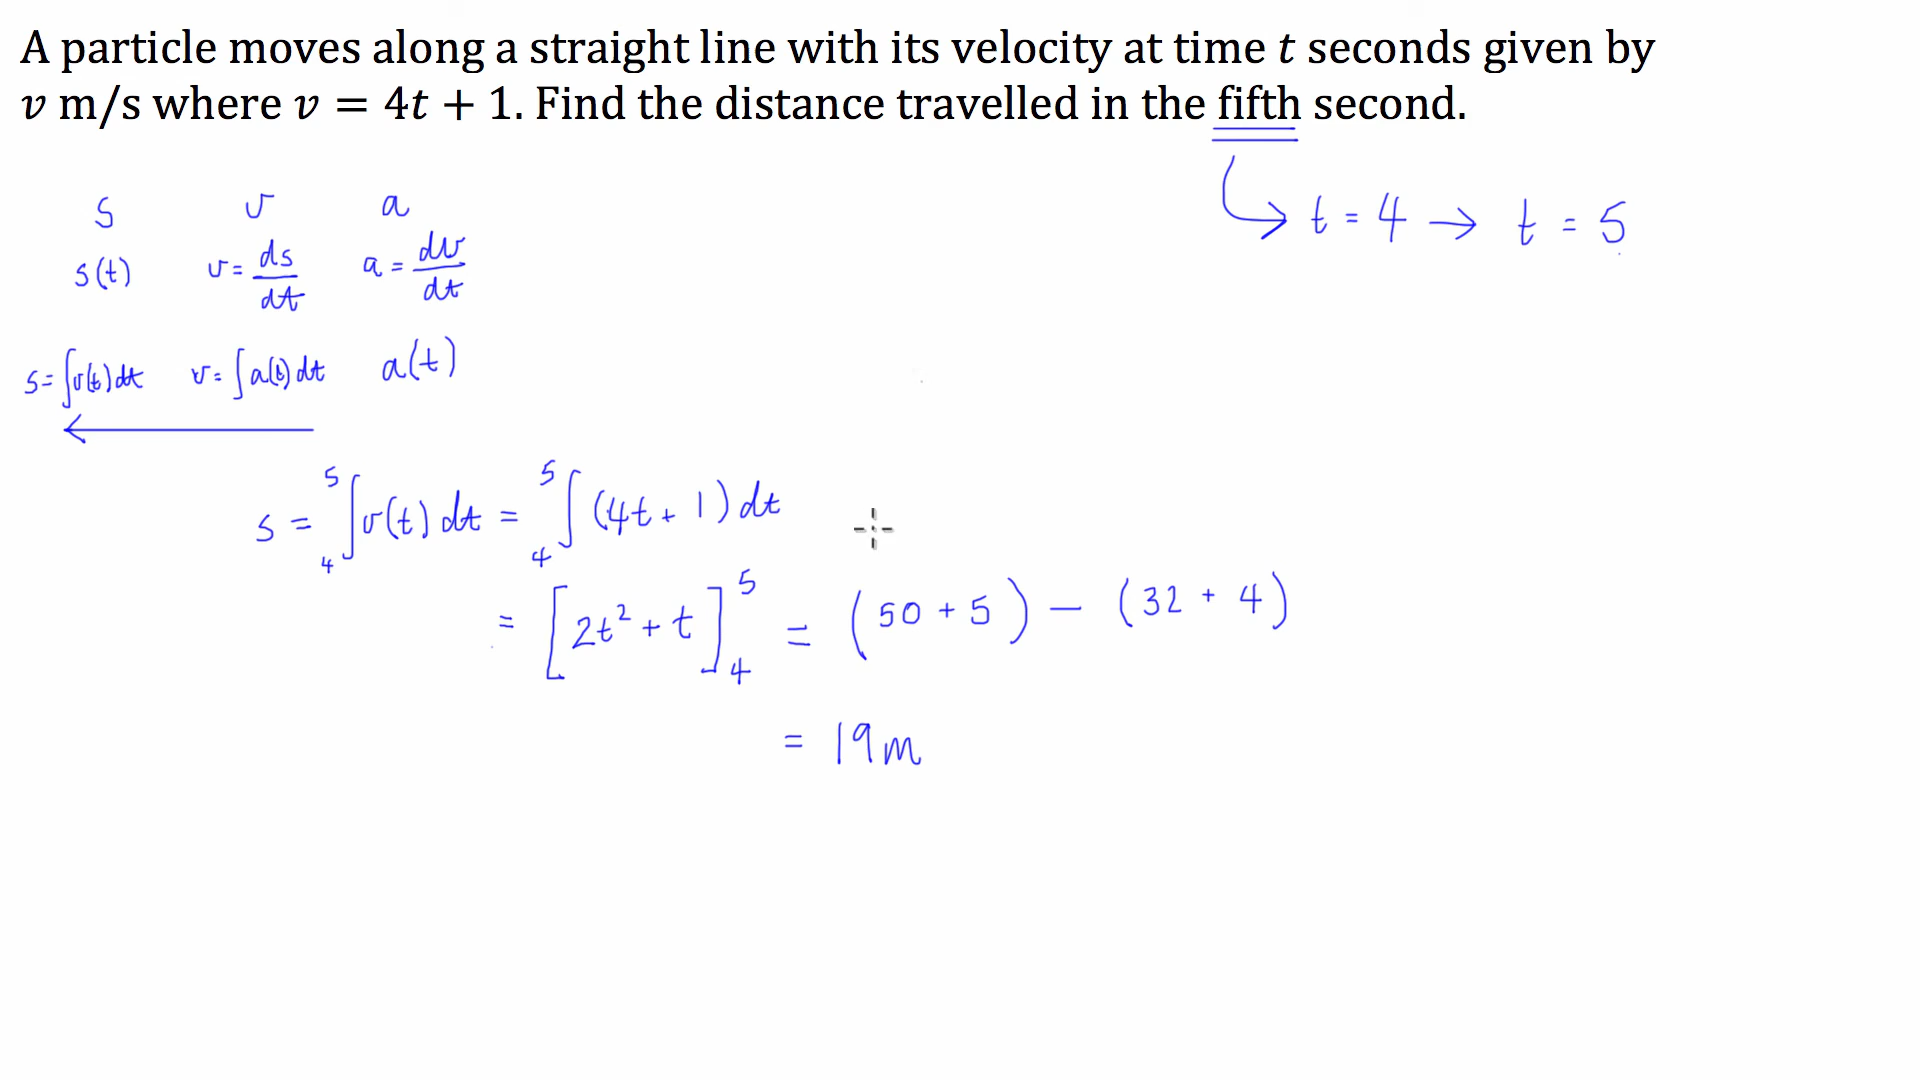 A particle moves along a straight line with its velocity at time t seconds given by
v m/s where v = 4t + 1. Find the distance travelled in the fifth second.
t = 4 → t = 5
s v a
s(t) v = ds/dt a = dv/dt
s = ∫v(t)dt v = ∫a(t)dt a(t)
s = ₄⁵∫v(t) dt = ₄⁵∫(4t + 1) dt
= [2t² + t]₄⁵ = (50 + 5) − (32 + 4)
= 19m